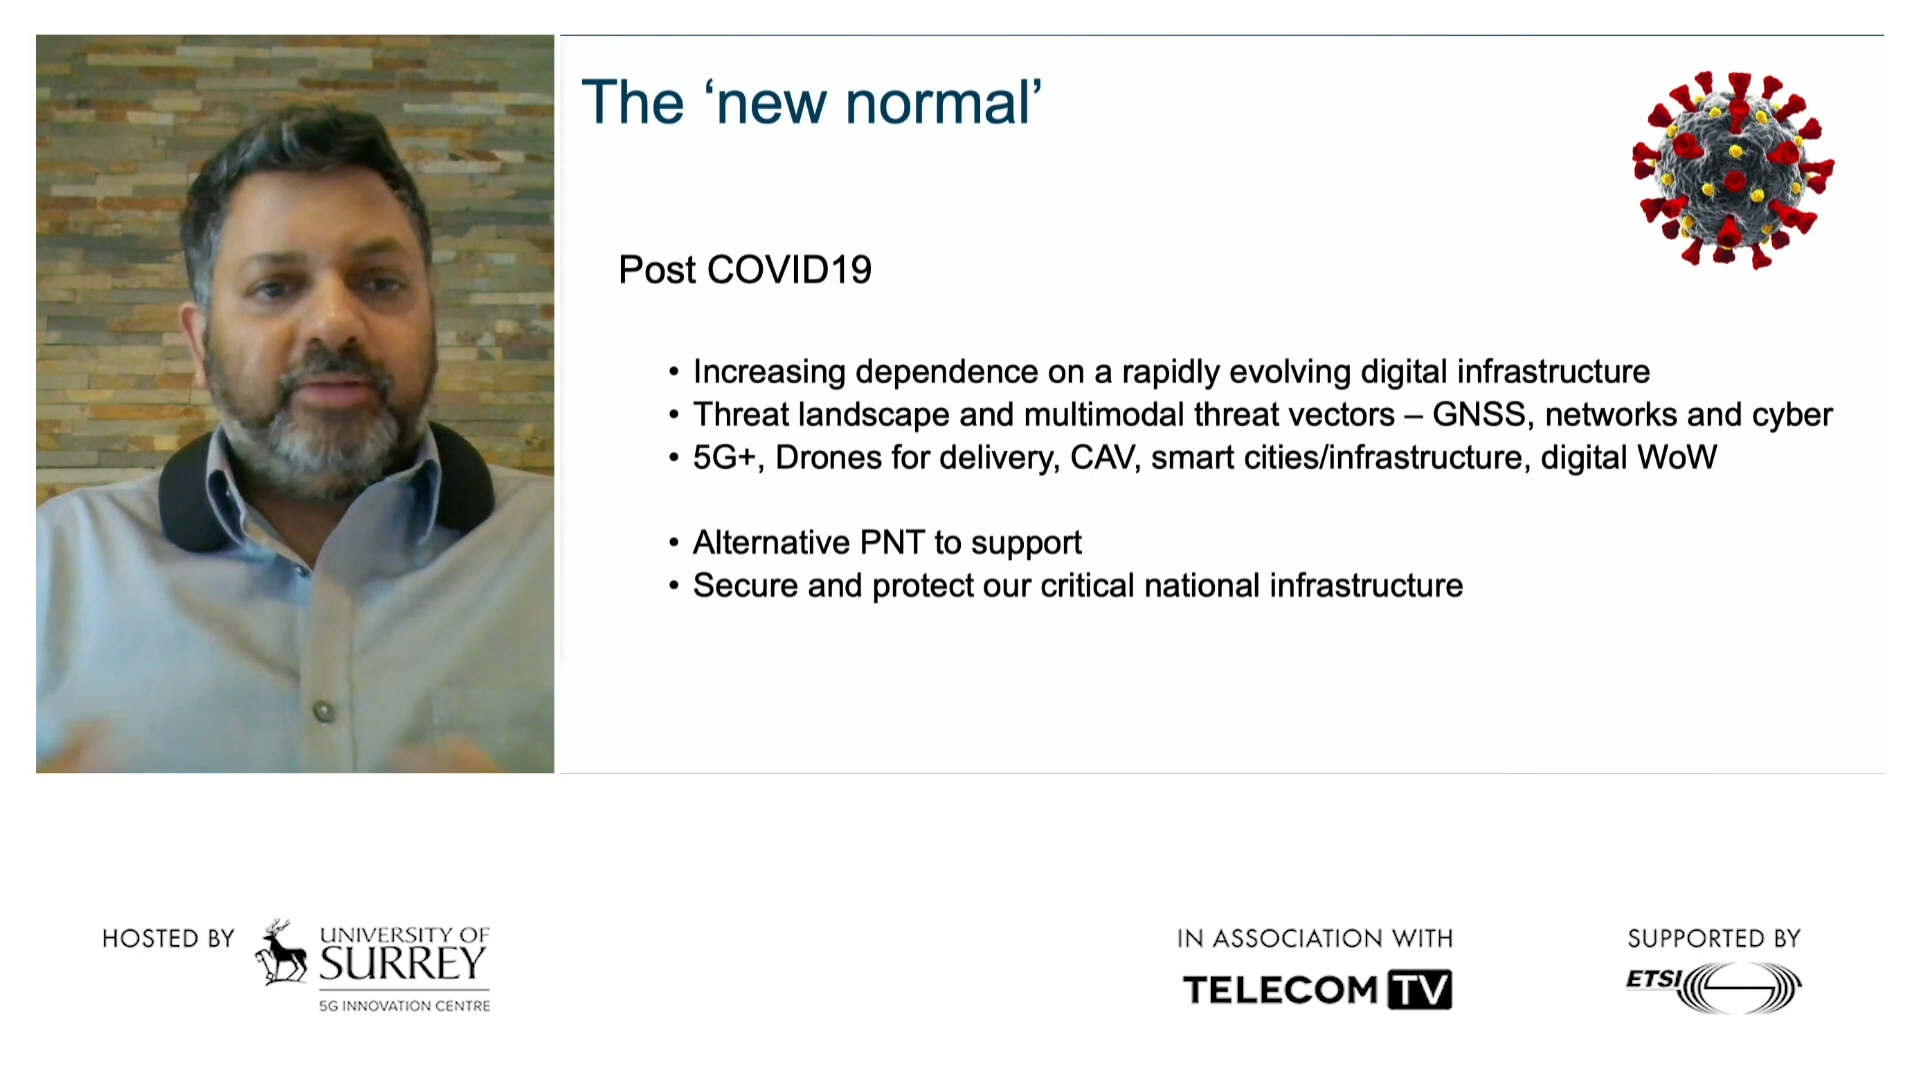 The ‘new normal’
Post COVID19
• Increasing dependence on a rapidly evolving digital infrastructure
• Threat landscape and multimodal threat vectors – GNSS, networks and cyber
• 5G+, Drones for delivery, CAV, smart cities/infrastructure, digital WoW
• Alternative PNT to support
• Secure and protect our critical national infrastructure
HOSTED BY
UNIVERSITY OF
SURREY
5G INNOVATION CENTRE
IN ASSOCIATION WITH
TELECOM TV
SUPPORTED BY
ETSI